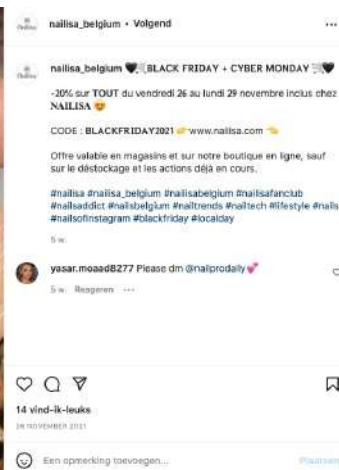 nailisa_belgium • Volgend
nailisa_belgium 🖤🛒BLACK FRIDAY + CYBER MONDAY 🛒🖤
-20% sur TOUT du vendredi 26 au lundi 29 novembre inclus chez
NAILISA 😍
CODE : BLACKFRIDAY2021 👉www.nailisa.com 👈
Offre valable en magasins et sur notre boutique en ligne, sauf
sur le déstockage et les actions déjà en cours.
#nailisa #nailisa_belgium #nailisabelgium #nailisafanclub
#nailsaddict #nailsbelgium #nailtrends #nailtech #lifestyle #nails
#nailsofinstagram #blackfriday #localday
5 w.
yasar.moaad8277 Please dm @nailprodaily💕
5 w. Reageren ...
14 vind-ik-leuks
26 NOVEMBER 2021
Een opmerking toevoegen... Plaatsen